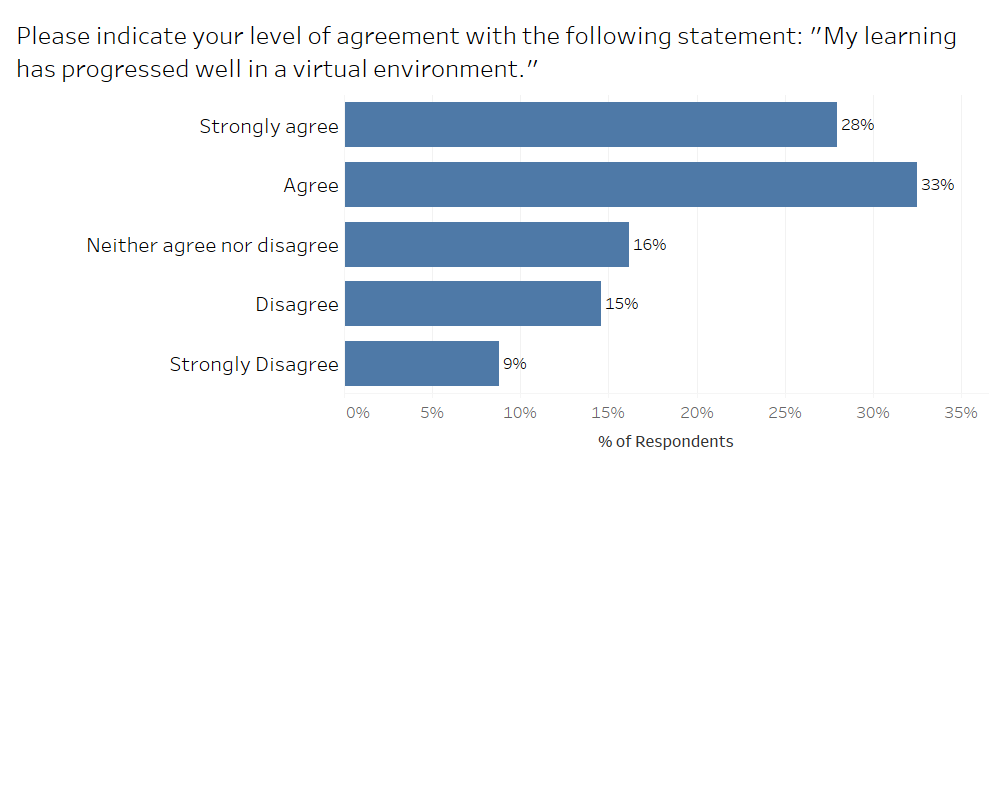 Please indicate your level of agreement with the following statement: "My learning
has progressed well in a virtual environment."
Strongly agree
28%
Agree
33%
Neither agree nor disagree
16%
Disagree
15%
Strongly Disagree
9%
0% 5% 10% 15% 20% 25% 30% 35%
% of Respondents